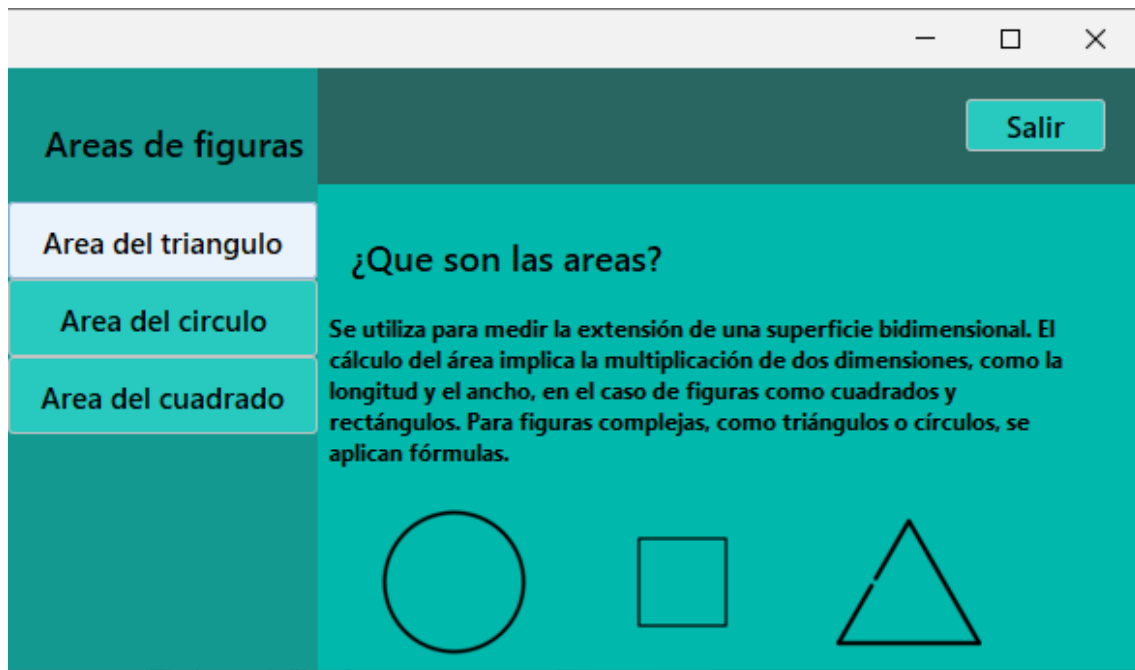 Salir
Areas de figuras
Area del triangulo
Area del circulo
Area del cuadrado
¿Que son las areas?
Se utiliza para medir la extensión de una superficie bidimensional. El
cálculo del área implica la multiplicación de dos dimensiones, como la
longitud y el ancho, en el caso de figuras como cuadrados y
rectángulos. Para figuras complejas, como triángulos o círculos, se
aplican fórmulas.